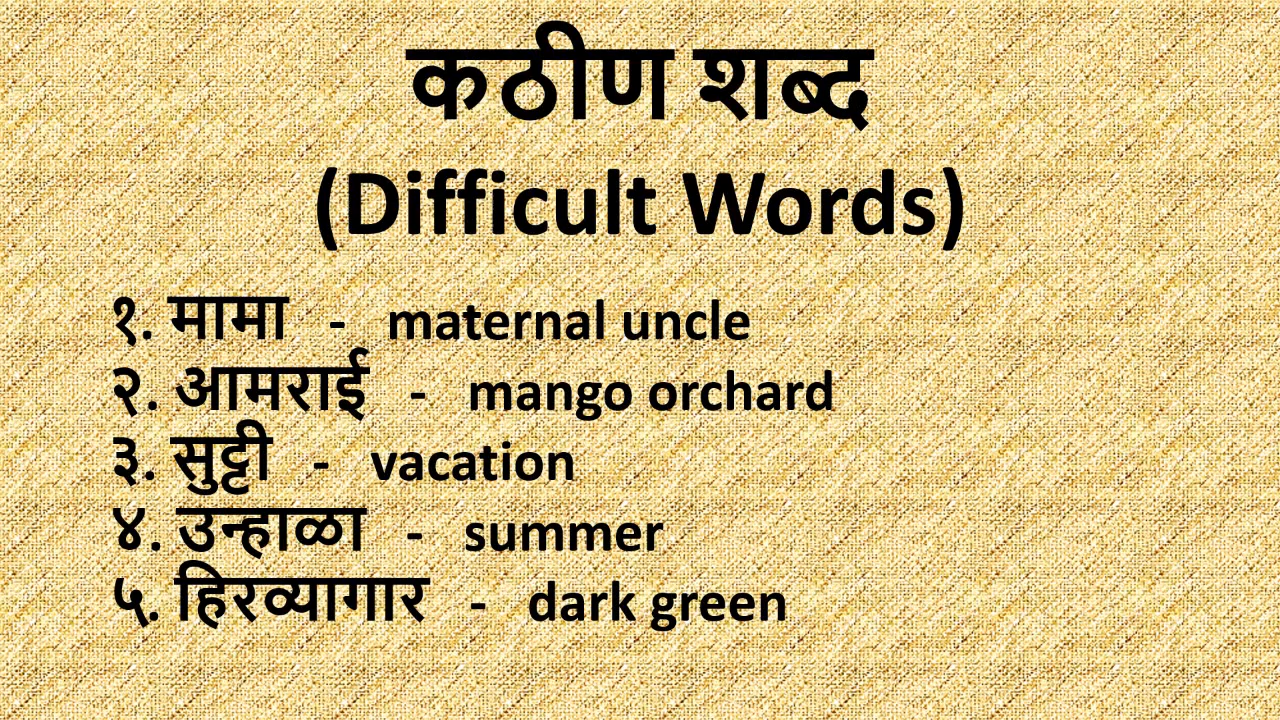 कठीण शब्द
(Difficult Words)
१. मामा - maternal uncle
२. आमराई - mango orchard
३. सुट्टी - vacation
४. उन्हाळा - summer
५. हिरव्यागार - dark green